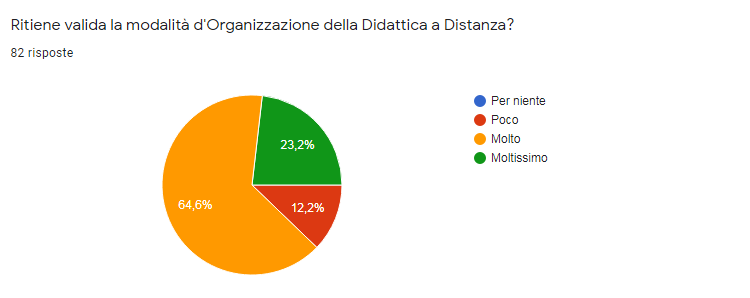 Ritiene valida la modalità d'Organizzazione della Didattica a Distanza?
82 risposte
Per niente
Poco
Molto
Moltissimo
23,2%
64,6%
12,2%